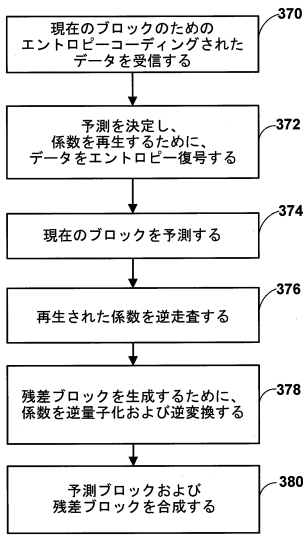 現在のブロックのための
エントロピーコーディングされた
データを受信する
370
予測を決定し、
係数を再生するために、
データをエントロピー復号する
372
現在のブロックを予測する
374
再生された係数を逆走査する
376
残差ブロックを生成するために、
係数を逆量子化および逆変換する
378
予測ブロックおよび
残差ブロックを合成する
380